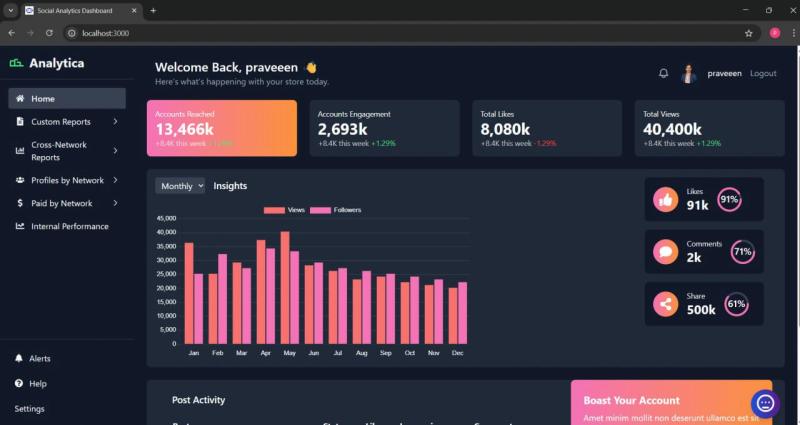 Social Analytics Dashboard
localhost:3000
Analytica
Home
Custom Reports
Cross-Network
Reports
Profiles by Network
Paid by Network
Internal Performance
Alerts
Help
Settings
Welcome Back, praveeen 👋
Here's what's happening with your store today.
praveeen Logout
Accounts Reached
13,466k
+8.4K this week +1.29%
Accounts Engagement
2,693k
+8.4K this week +1.29%
Total Likes
8,080k
+8.4K this week -1.29%
Total Views
40,400k
+8.4K this week +1.29%
Monthly Insights
Views Followers
45,000
40,000
35,000
30,000
25,000
20,000
15,000
10,000
5,000
0
Jan Feb Mar Apr May Jun Jul Aug Sep Oct Nov Dec
Likes
91k 91%
Comments
2k 71%
Share
500k 61%
Post Activity
Boast Your Account
Amet minim mollit non deserunt ullamco est sit